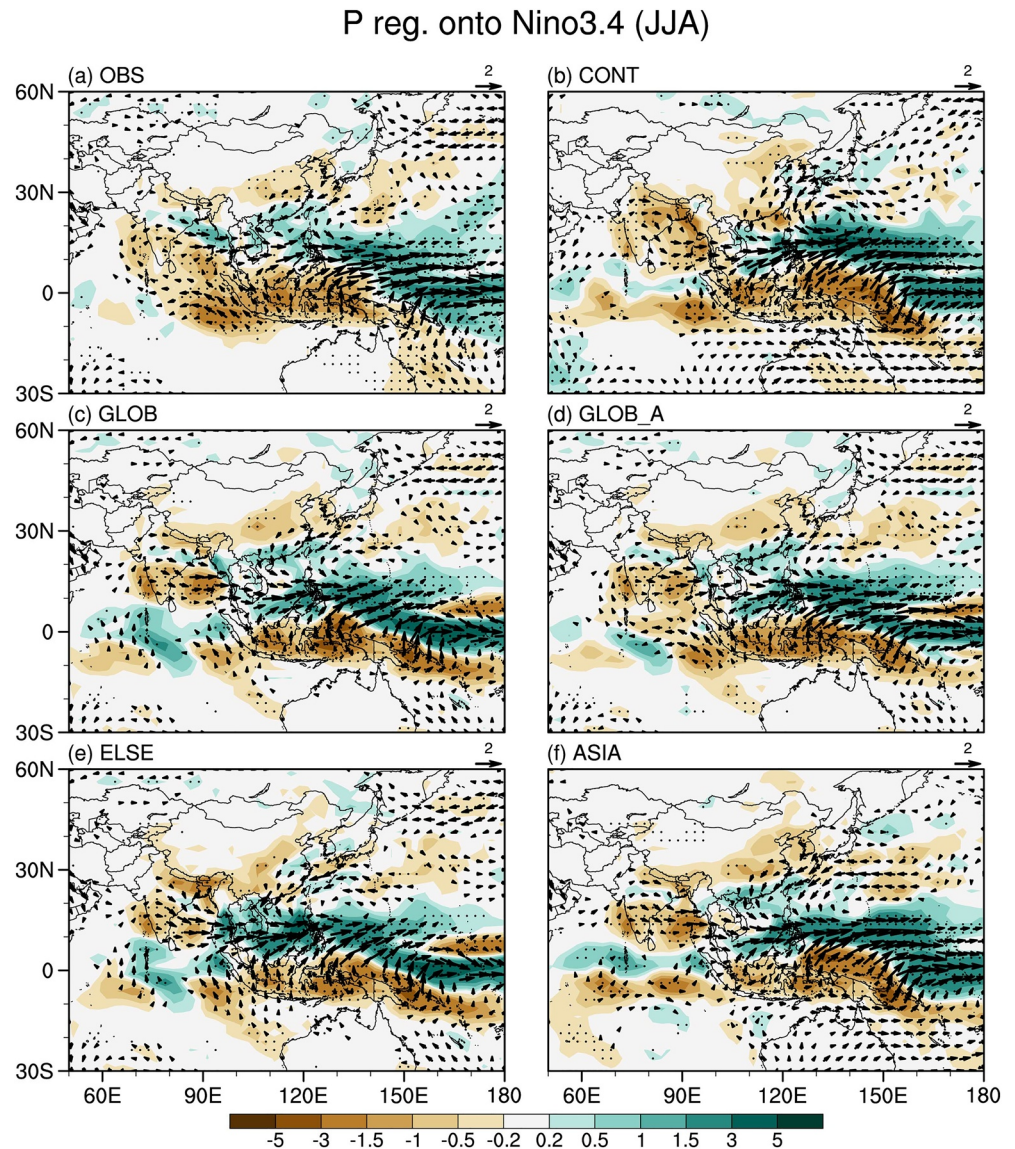 P reg. onto Nino3.4 (JJA)
(a) OBS 2
(b) CONT 2
60N
30N
0
30S
(c) GLOB 2
(d) GLOB_A 2
60N
30N
0
30S
(e) ELSE 2
(f) ASIA 2
60N
30N
0
30S
60E 90E 120E 150E 180
60E 90E 120E 150E 180
-5 -3 -1.5 -1 -0.5 -0.2 0.2 0.5 1 1.5 3 5